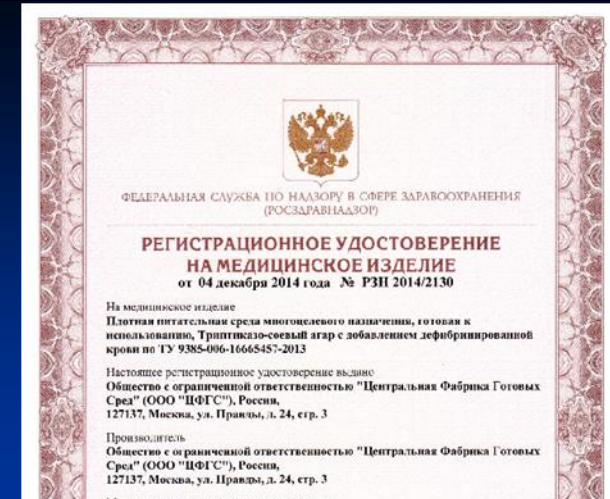 ФЕДЕРАЛЬНАЯ СЛУЖБА ПО НАДЗОРУ В СФЕРЕ ЗДРАВООХРАНЕНИЯ
(РОСЗДРАВНАДЗОР)
РЕГИСТРАЦИОННОЕ УДОСТОВЕРЕНИЕ
НА МЕДИЦИНСКОЕ ИЗДЕЛИЕ
от 04 декабря 2014 года № РЗН 2014/2130
На медицинское изделие
Плотная питательная среда многоцелевого назначения, готовая к
использованию, Триптиказо-соевый агар с добавлением дефибринированной
крови по ТУ 9385-006-16665457-2013
Настоящее регистрационное удостоверение выдано
Общество с ограниченной ответственностью "Центральная Фабрика Готовых
Сред" (ООО "ЦФГС"), Россия,
127137, Москва, ул. Правды, д. 24, стр. 3
Производитель
Общество с ограниченной ответственностью "Центральная Фабрика Готовых
Сред" (ООО "ЦФГС"), Россия,
127137, Москва, ул. Правды, д. 24, стр. 3